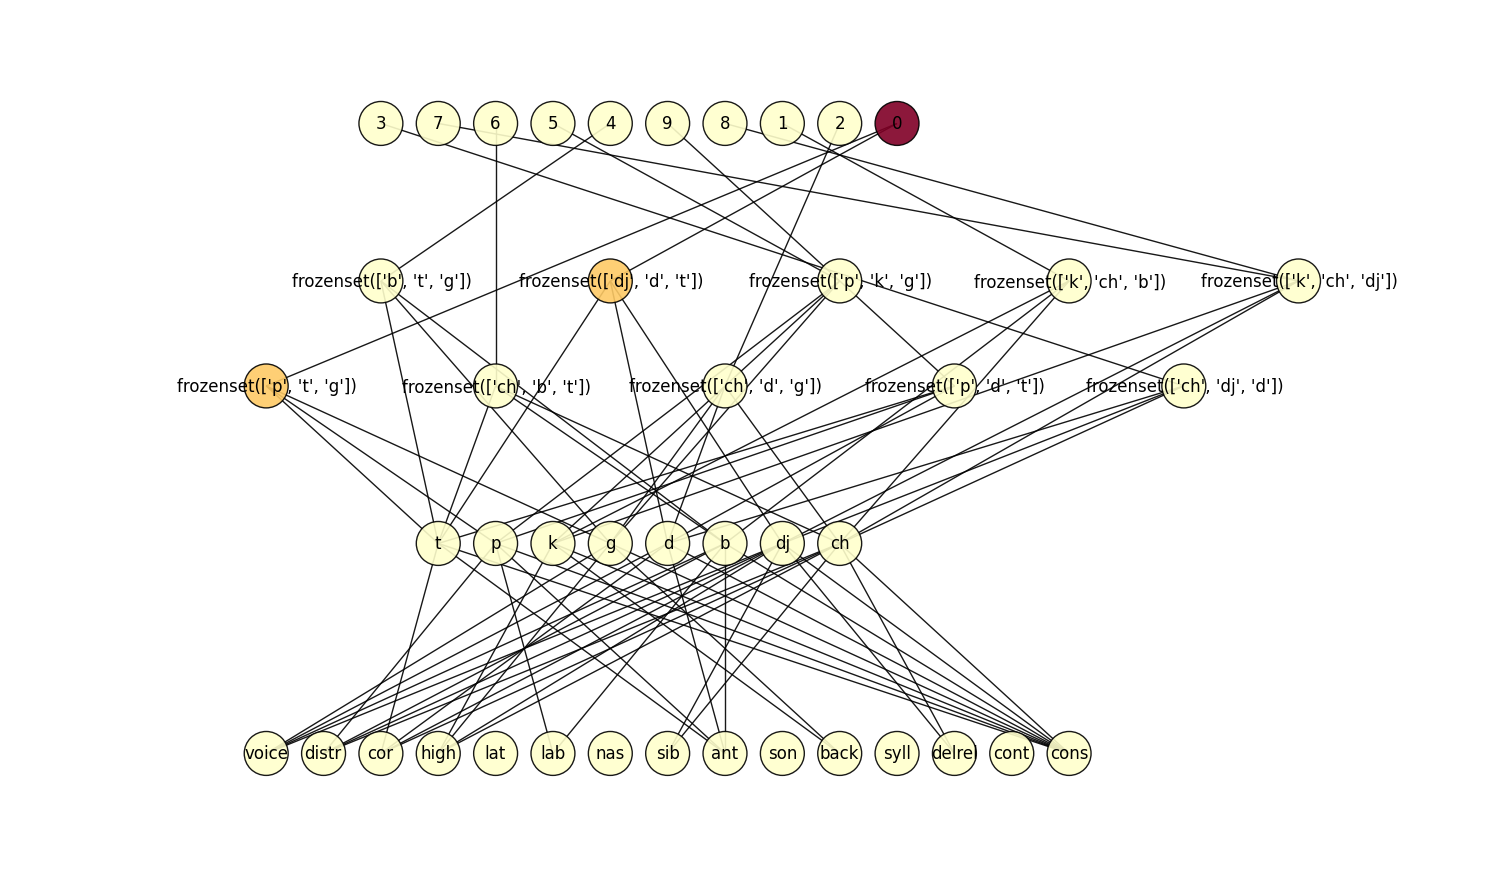 3 7 6 5 4 9 8 1 2 0
frozenset(['b', 't', 'g']) frozenset(['dj', 'd', 't']) frozenset(['p', 'k', 'g']) frozenset(['k', 'ch', 'b']) frozenset(['k', 'ch', 'dj'])
frozenset(['p', 't', 'g']) frozenset(['ch', 'b', 't']) frozenset(['ch', 'd', 'g']) frozenset(['p', 'd', 't']) frozenset(['ch', 'dj', 'd'])
t p k g d b dj ch
voice distr cor high lat lab nas sib ant son back syll delrel cont cons